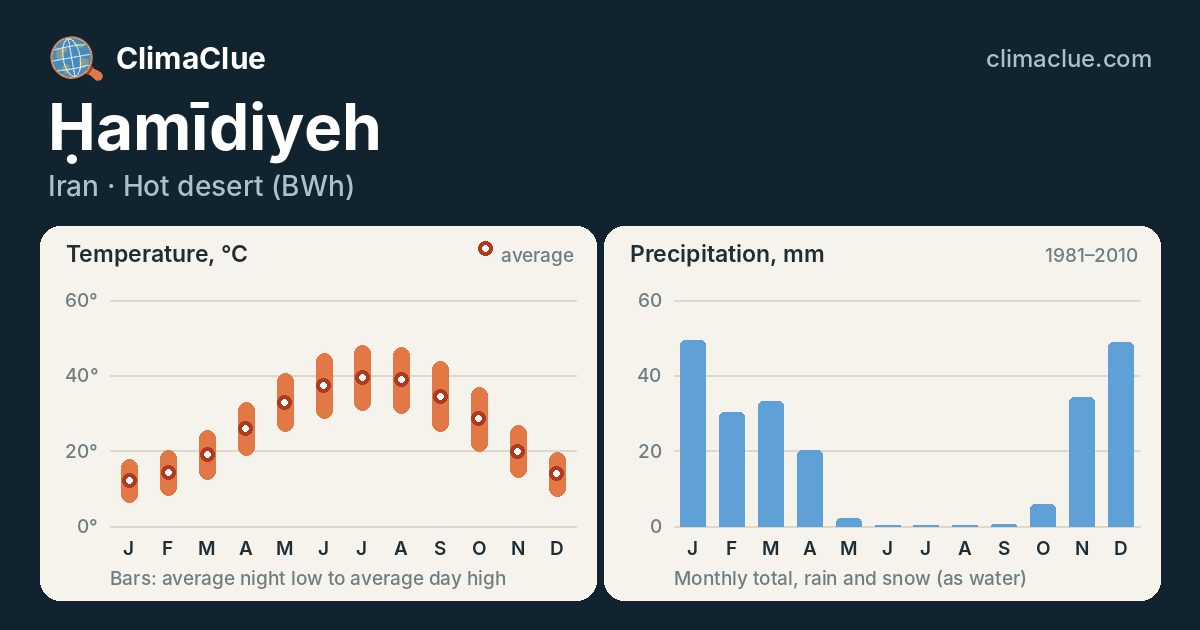 ClimaClue
climaclue.com
Ḥamīdiyeh
Iran · Hot desert (BWh)
Temperature, °C
average
60°
40°
20°
0°
J F M A M J J A S O N D
Bars: average night low to average day high
Precipitation, mm
1981–2010
60
40
20
0
J F M A M J J A S O N D
Monthly total, rain and snow (as water)